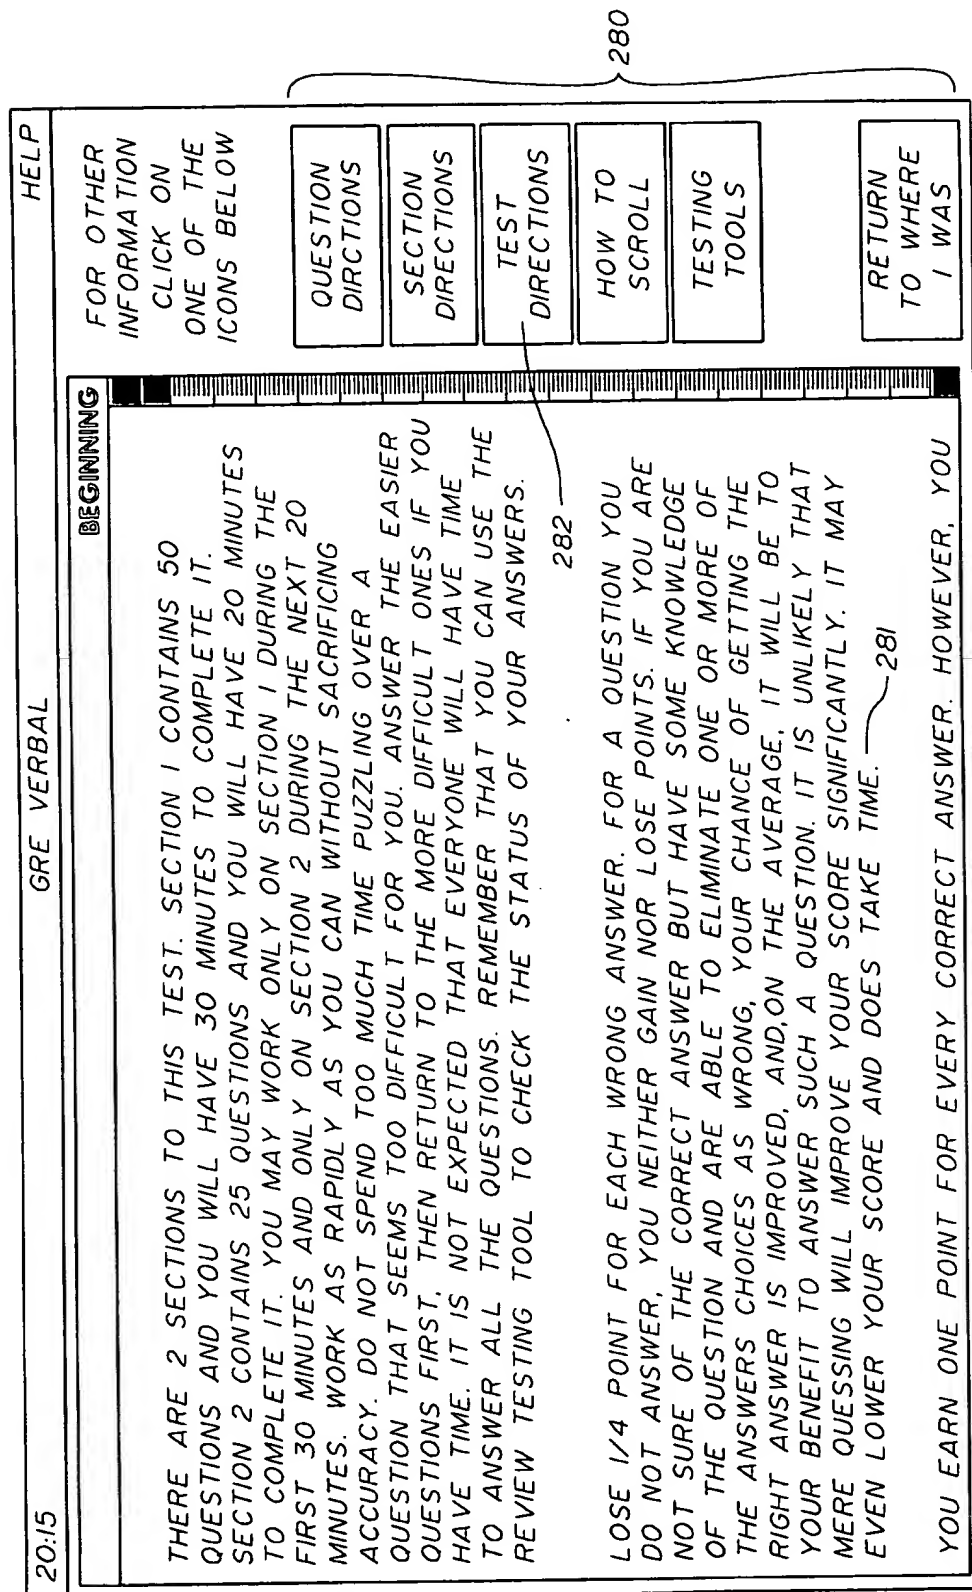 20:15
GRE VERBAL
HELP
BEGINNING
THERE ARE 2 SECTIONS TO THIS TEST. SECTION I CONTAINS 50
QUESTIONS AND YOU WILL HAVE 30 MINUTES TO COMPLETE IT.
SECTION 2 CONTAINS 25 QUESTIONS AND YOU WILL HAVE 20 MINUTES
TO COMPLETE IT. YOU MAY WORK ONLY ON SECTION I DURING THE
FIRST 30 MINUTES AND ONLY ON SECTION 2 DURING THE NEXT 20
MINUTES. WORK AS RAPIDLY AS YOU CAN WITHOUT SACRIFICING
ACCURACY. DO NOT SPEND TOO MUCH TIME PUZZLING OVER A
QUESTION THAT SEEMS TOO DIFFICULT FOR YOU. ANSWER THE EASIER
QUESTIONS FIRST, THEN RETURN TO THE MORE DIFFICULT ONES IF YOU
HAVE TIME. IT IS NOT EXPECTED THAT EVERYONE WILL HAVE TIME
TO ANSWER ALL THE QUESTIONS. REMEMBER THAT YOU CAN USE THE
REVIEW TESTING TOOL TO CHECK THE STATUS OF YOUR ANSWERS.
LOSE 1/4 POINT FOR EACH WRONG ANSWER. FOR A QUESTION YOU
DO NOT ANSWER, YOU NEITHER GAIN NOR LOSE POINTS. IF YOU ARE
NOT SURE OF THE CORRECT ANSWER BUT HAVE SOME KNOWLEDGE
OF THE QUESTION AND ARE ABLE TO ELIMINATE ONE OR MORE OF
THE ANSWERS CHOICES AS WRONG, YOUR CHANCE OF GETTING THE
RIGHT ANSWER IS IMPROVED, AND,ON THE AVERAGE, IT WILL BE TO
YOUR BENEFIT TO ANSWER SUCH A QUESTION. IT IS UNLIKELY THAT
MERE QUESSING WILL IMPROVE YOUR SCORE SIGNIFICANTLY. IT MAY
EVEN LOWER YOUR SCORE AND DOES TAKE TIME.
281
YOU EARN ONE POINT FOR EVERY CORRECT ANSWER. HOWEVER, YOU
FOR OTHER
INFORMATION
CLICK ON
ONE OF THE
ICONS BELOW
QUESTION
DIRCTIONS
SECTION
DIRECTIONS
TEST
DIRECTIONS
HOW TO
SCROLL
TESTING
TOOLS
RETURN
TO WHERE
I WAS
282
280